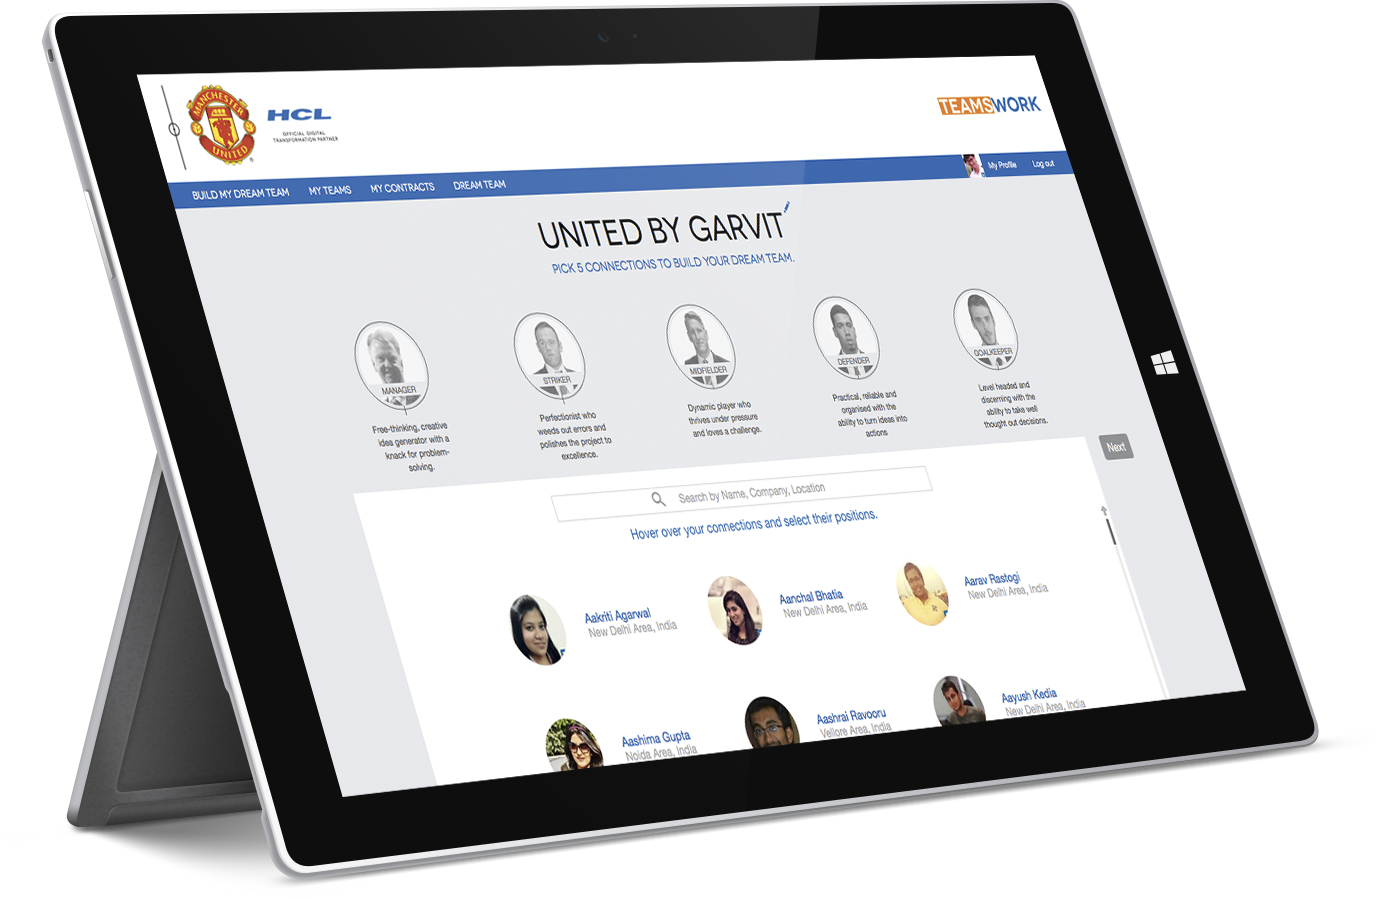 MANCHESTER
UNITED
HCL
OFFICIAL DIGITAL
TRANSFORMATION PARTNER
TEAMSWORK
BUILD MY DREAM TEAM
MY TEAMS
MY CONTRACTS
DREAM TEAM
My Profile
Log out
UNITED BY GARVIT
PICK 5 CONNECTIONS TO BUILD YOUR DREAM TEAM.
MANAGER
Free-thinking, creative
idea generator with a
knack for problem-
solving.
STRIKER
Perfectionist who
weeds out errors and
polishes the project to
excellence.
MIDFIELDER
Dynamic player who
thrives under pressure
and loves a challenge.
DEFENDER
Practical, reliable and
organised with the
ability to turn ideas into
actions
GOALKEEPER
Level headed and
discerning with the
ability to take well
thought out decisions.
Next
Search by Name, Company, Location
Hover over your connections and select their positions.
Aakriti Agarwal
New Delhi Area, India
Aanchal Bhatia
New Delhi Area, India
Aarav Rastogi
New Delhi Area, India
Aashima Gupta
Noida Area, India
Aashrai Ravooru
Vellore Area, India
Aayush Kedia
New Delhi Area, India